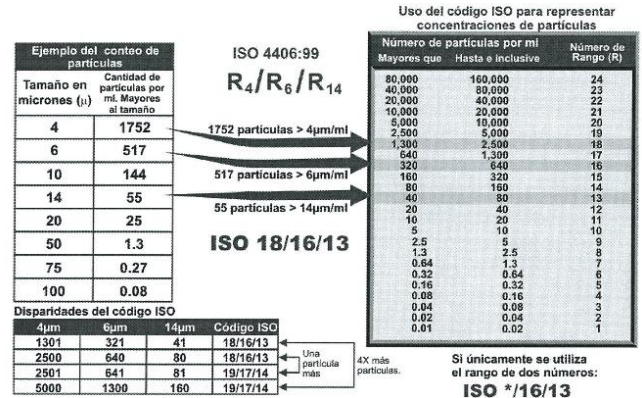 Uso del código ISO para representar
concentraciones de partículas
Ejemplo del conteo de
partículas
Tamaño en
micrones (µ)
Cantidad de
partículas por
ml. Mayores
al tamaño
4 1752
6 517
10 144
14 55
20 25
50 1.3
75 0.27
100 0.08
ISO 4406:99
R4/R6/R14
1752 partículas > 4µm/ml
517 partículas > 6µm/ml
55 partículas > 14µm/ml
ISO 18/16/13
Número de partículas por ml
Mayores que Hasta e inclusive
Número de
Rango (R)
80,000 160,000 24
40,000 80,000 23
20,000 40,000 22
10,000 20,000 21
5,000 10,000 20
2,500 5,000 19
1,300 2,500 18
640 1,300 17
320 640 16
160 320 15
80 160 14
40 80 13
20 40 12
10 20 11
5 10 10
2.5 5 9
1.3 2.5 8
0.64 1.3 7
0.32 0.64 6
0.16 0.32 5
0.08 0.16 4
0.04 0.08 3
0.02 0.04 2
0.01 0.02 1
Disparidades del código ISO
4µm 6µm 14µm Código ISO
1301 321 41 18/16/13
2500 640 80 18/16/13
2501 641 81 19/17/14
5000 1300 160 19/17/14
Una
partícula
más
4X más
partículas.
Si únicamente se utiliza
el rango de dos números:
ISO */16/13